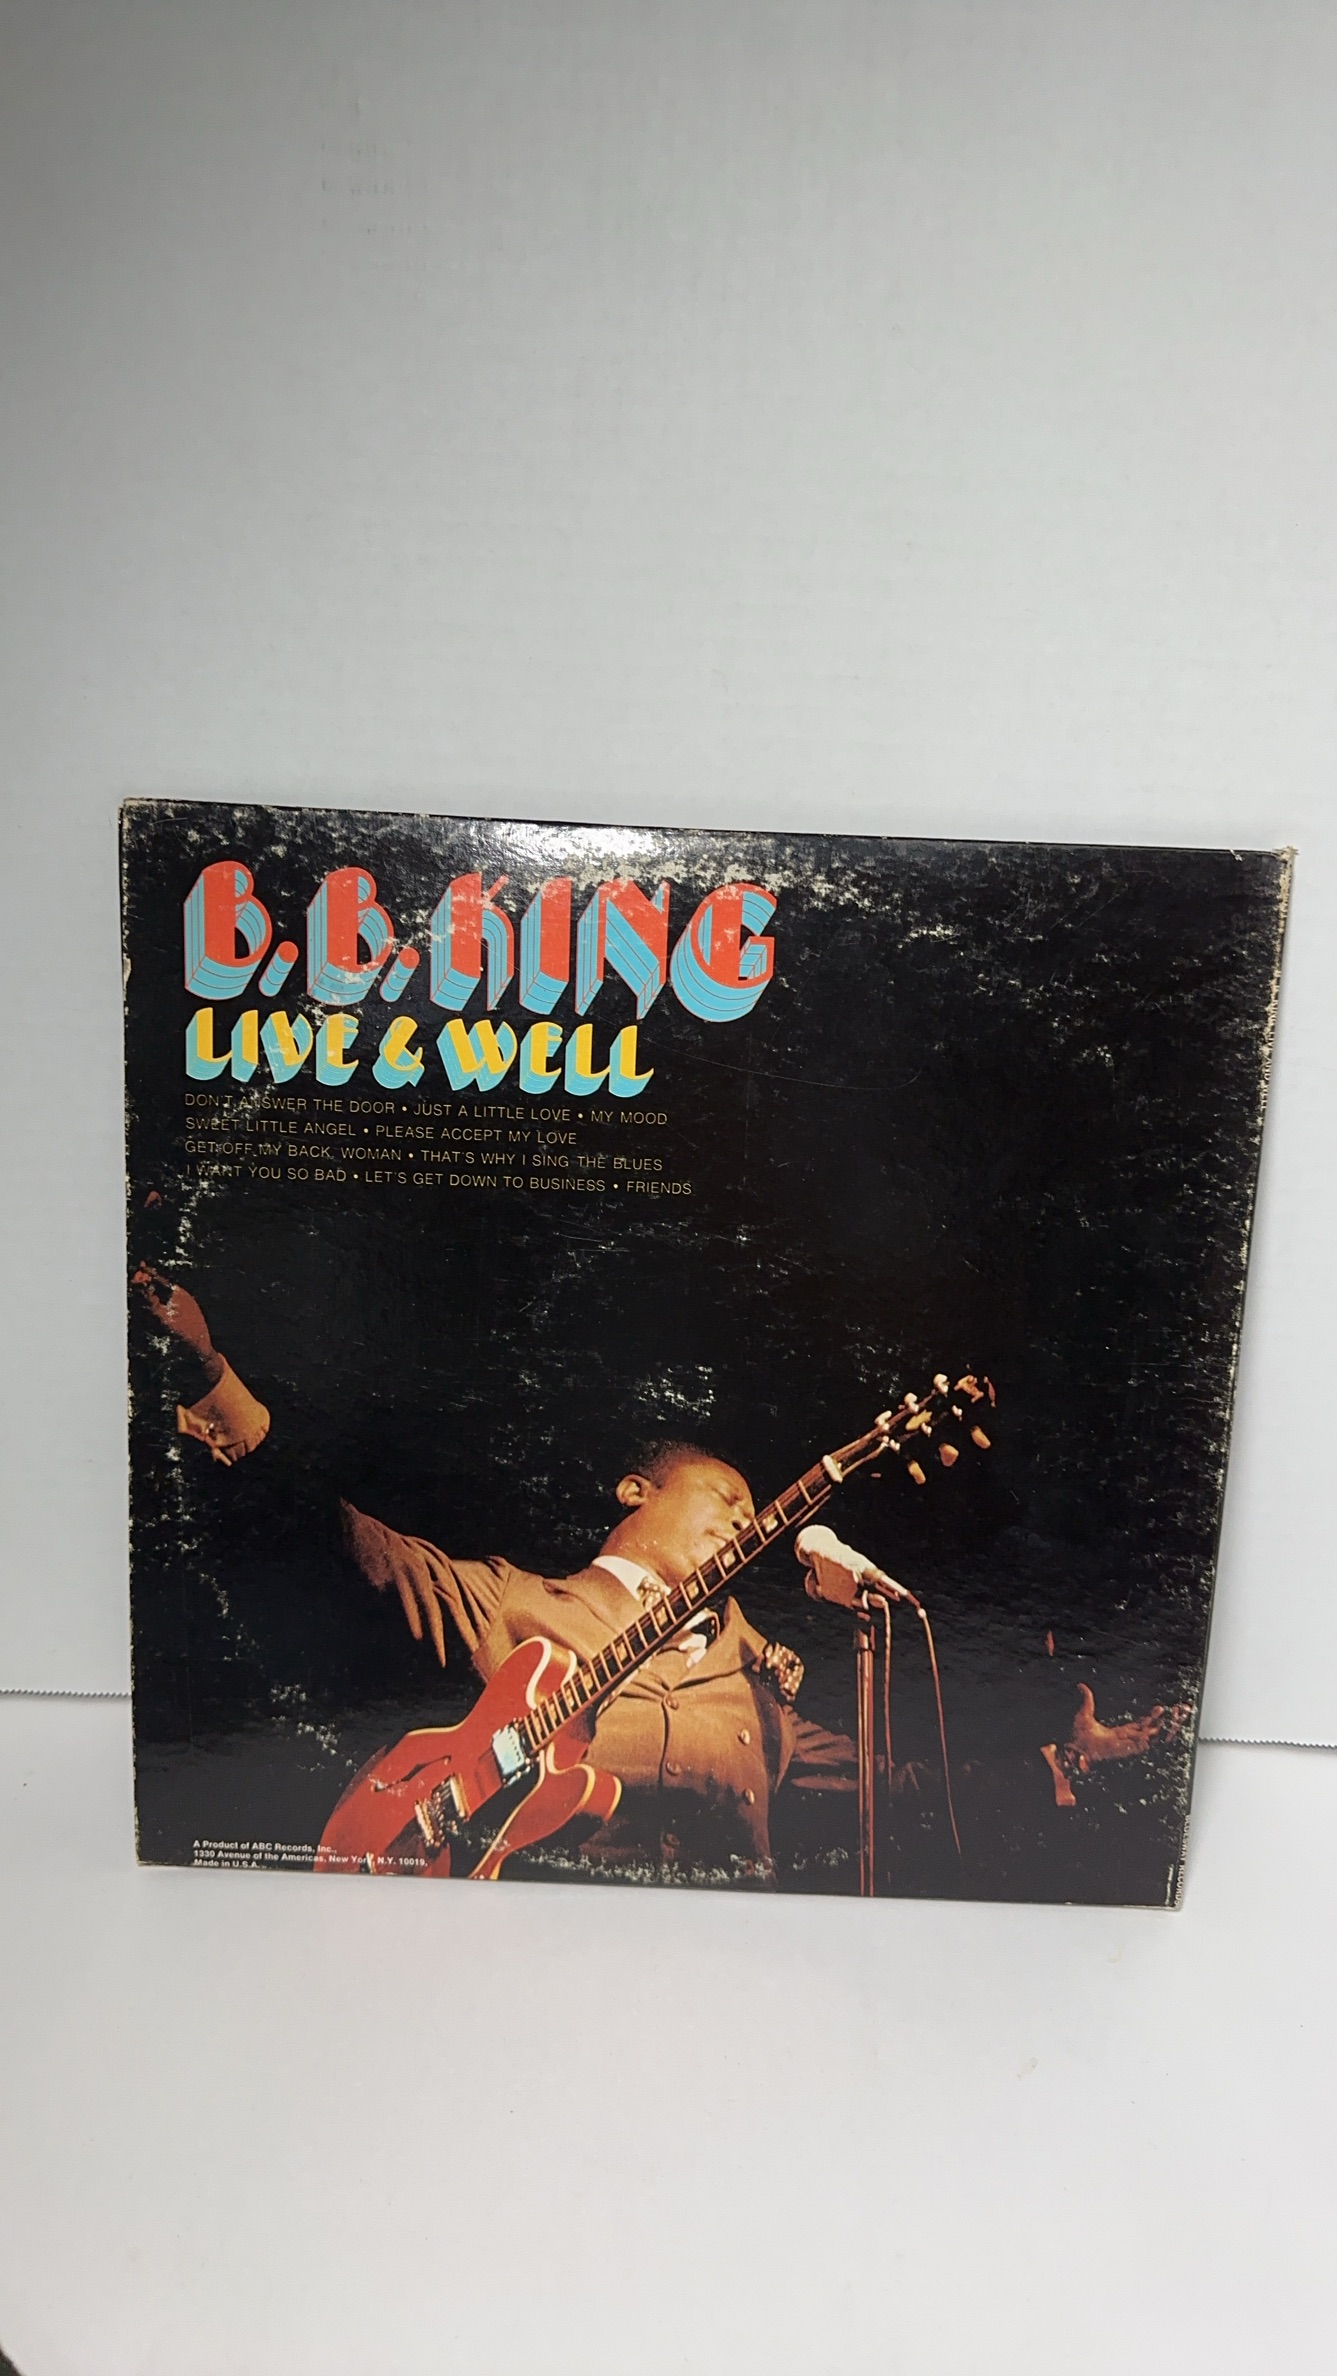 B.B. KING
LIVE & WELL
DON'T ANSWER THE DOOR • JUST A LITTLE LOVE • MY MOOD
SWEET LITTLE ANGEL • PLEASE ACCEPT MY LOVE
GET OFF MY BACK, WOMAN • THAT'S WHY I SING THE BLUES
I WANT YOU SO BAD • LET'S GET DOWN TO BUSINESS • FRIENDS
A Product of ABC Records, Inc.,
1330 Avenue of the Americas, New York, N.Y. 10019.
Made in U.S.A.